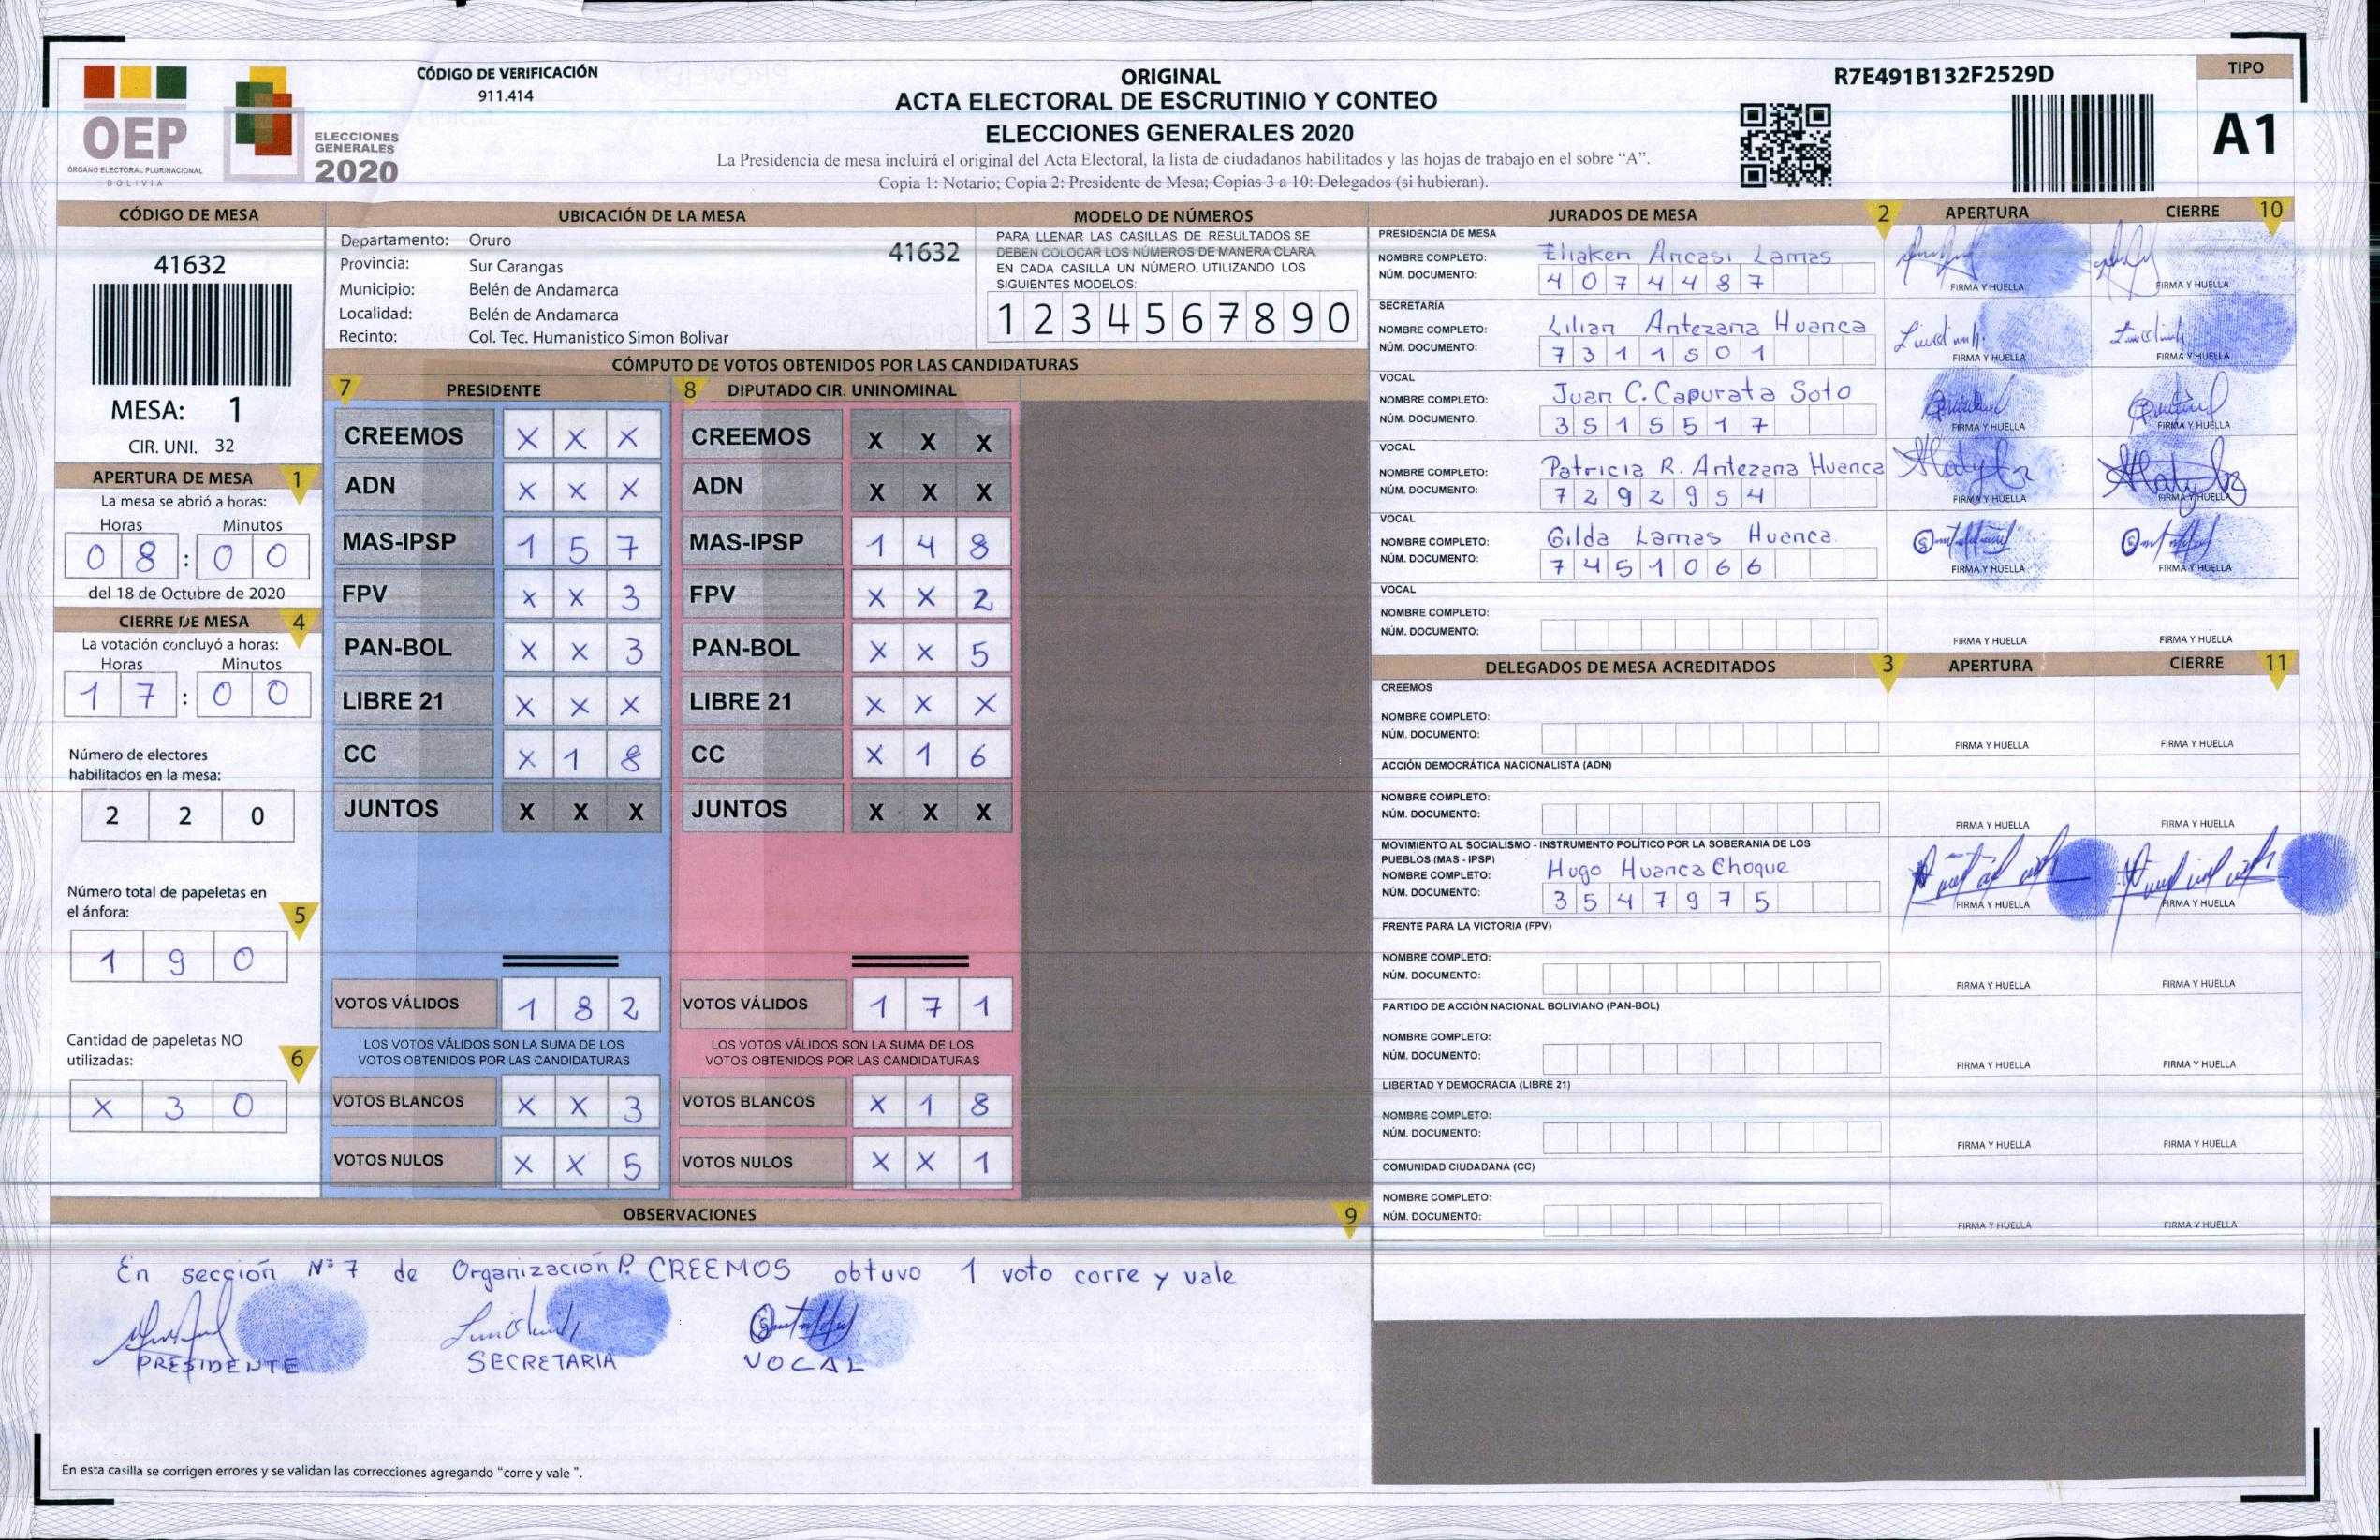 OEP
ÓRGANO ELECTORAL PLURINACIONAL
BOLIVIA
ELECCIONES
GENERALES
2020
CÓDIGO DE VERIFICACIÓN
911.414
ORIGINAL
ACTA ELECTORAL DE ESCRUTINIO Y CONTEO
ELECCIONES GENERALES 2020
La Presidencia de mesa incluirá el original del Acta Electoral, la lista de ciudadanos habilitados y las hojas de trabajo en el sobre “A”.
Copia 1: Notario; Copia 2: Presidente de Mesa; Copias 3 a 10: Delegados (si hubieran).
R7E491B132F2529D
TIPO
A1
CÓDIGO DE MESA
41632
MESA: 1
CIR. UNI. 32
APERTURA DE MESA 1
La mesa se abrió a horas:
Horas Minutos
0 8 : 0 0
del 18 de Octubre de 2020
CIERRE DE MESA 4
La votación concluyó a horas:
Horas Minutos
1 7 : 0 0
Número de electores
habilitados en la mesa:
2 2 0
Número total de papeletas en
el ánfora: 5
1 9 0
Cantidad de papeletas NO
utilizadas: 6
X 3 0
UBICACIÓN DE LA MESA
Departamento: Oruro 41632
Provincia: Sur Carangas
Municipio: Belén de Andamarca
Localidad: Belén de Andamarca
Recinto: Col. Tec. Humanistico Simon Bolivar
MODELO DE NÚMEROS
PARA LLENAR LAS CASILLAS DE RESULTADOS SE
DEBEN COLOCAR LOS NÚMEROS DE MANERA CLARA.
EN CADA CASILLA UN NÚMERO, UTILIZANDO LOS
SIGUIENTES MODELOS:
1 2 3 4 5 6 7 8 9 0
CÓMPUTO DE VOTOS OBTENIDOS POR LAS CANDIDATURAS
7 PRESIDENTE 8 DIPUTADO CIR. UNINOMINAL
CREEMOS X X X CREEMOS X X X
ADN X X X ADN X X X
MAS-IPSP 1 5 7 MAS-IPSP 1 4 8
FPV X X 3 FPV X X 2
PAN-BOL X X 3 PAN-BOL X X 5
LIBRE 21 X X X LIBRE 21 X X X
CC X 1 8 CC X 1 6
JUNTOS X X X JUNTOS X X X
VOTOS VÁLIDOS 1 8 2 VOTOS VÁLIDOS 1 7 1
LOS VOTOS VÁLIDOS SON LA SUMA DE LOS LOS VOTOS VÁLIDOS SON LA SUMA DE LOS
VOTOS OBTENIDOS POR LAS CANDIDATURAS VOTOS OBTENIDOS POR LAS CANDIDATURAS
VOTOS BLANCOS X X 3 VOTOS BLANCOS X 1 8
VOTOS NULOS X X 5 VOTOS NULOS X X 1
JURADOS DE MESA 2 APERTURA CIERRE 10
PRESIDENCIA DE MESA
NOMBRE COMPLETO: Eliaken Ancasi Lamas
NÚM. DOCUMENTO: 4 0 7 4 4 8 7
FIRMA Y HUELLA FIRMA Y HUELLA
SECRETARÍA
NOMBRE COMPLETO: Lilian Antezana Huanca
NÚM. DOCUMENTO: 7 3 1 1 5 0 1
FIRMA Y HUELLA FIRMA Y HUELLA
VOCAL
NOMBRE COMPLETO: Juan C. Capurata Soto
NÚM. DOCUMENTO: 3 5 1 5 5 1 7
FIRMA Y HUELLA FIRMA Y HUELLA
VOCAL
NOMBRE COMPLETO: Patricia R. Antezana Huanca
NÚM. DOCUMENTO: 7 2 9 2 9 5 4
FIRMA Y HUELLA FIRMA Y HUELLA
VOCAL
NOMBRE COMPLETO: Gilda Lamas Huanca
NÚM. DOCUMENTO: 7 4 5 1 0 6 6
FIRMA Y HUELLA FIRMA Y HUELLA
VOCAL
NOMBRE COMPLETO:
NÚM. DOCUMENTO:
FIRMA Y HUELLA FIRMA Y HUELLA
DELEGADOS DE MESA ACREDITADOS 3 APERTURA CIERRE 11
CREEMOS
NOMBRE COMPLETO:
NÚM. DOCUMENTO:
FIRMA Y HUELLA FIRMA Y HUELLA
ACCIÓN DEMOCRÁTICA NACIONALISTA (ADN)
NOMBRE COMPLETO:
NÚM. DOCUMENTO:
FIRMA Y HUELLA FIRMA Y HUELLA
MOVIMIENTO AL SOCIALISMO - INSTRUMENTO POLÍTICO POR LA SOBERANIA DE LOS
PUEBLOS (MAS - IPSP)
NOMBRE COMPLETO: Hugo Huanca Choque
NÚM. DOCUMENTO: 3 5 4 7 9 7 5
FIRMA Y HUELLA FIRMA Y HUELLA
FRENTE PARA LA VICTORIA (FPV)
NOMBRE COMPLETO:
NÚM. DOCUMENTO:
FIRMA Y HUELLA FIRMA Y HUELLA
PARTIDO DE ACCIÓN NACIONAL BOLIVIANO (PAN-BOL)
NOMBRE COMPLETO:
NÚM. DOCUMENTO:
FIRMA Y HUELLA FIRMA Y HUELLA
LIBERTAD Y DEMOCRACIA (LIBRE 21)
NOMBRE COMPLETO:
NÚM. DOCUMENTO:
FIRMA Y HUELLA FIRMA Y HUELLA
COMUNIDAD CIUDADANA (CC)
NOMBRE COMPLETO:
NÚM. DOCUMENTO:
FIRMA Y HUELLA FIRMA Y HUELLA
OBSERVACIONES 9
En sección Nº 7 de Organización P. CREEMOS obtuvo 1 voto corre y vale
PRESIDENTE SECRETARIA VOCAL
En esta casilla se corrigen errores y se validan las correcciones agregando “corre y vale ”.